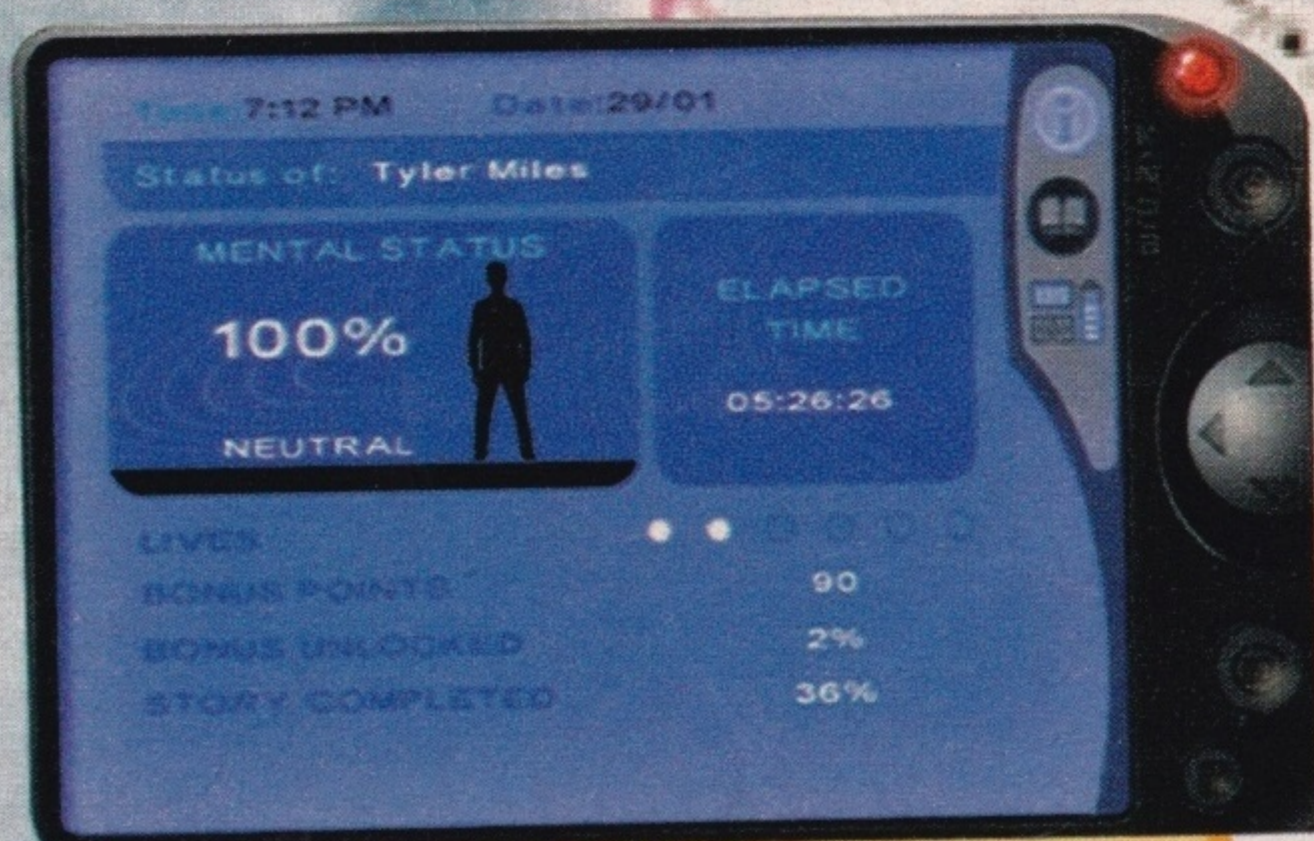 Time: 7:12 PM Date: 29/01
Status of: Tyler Miles
MENTAL STATUS
100%
NEUTRAL
ELAPSED
TIME
05:26:26
LIVES
BONUS POINTS 90
BONUS UNLOCKED 2%
STORY COMPLETED 36%